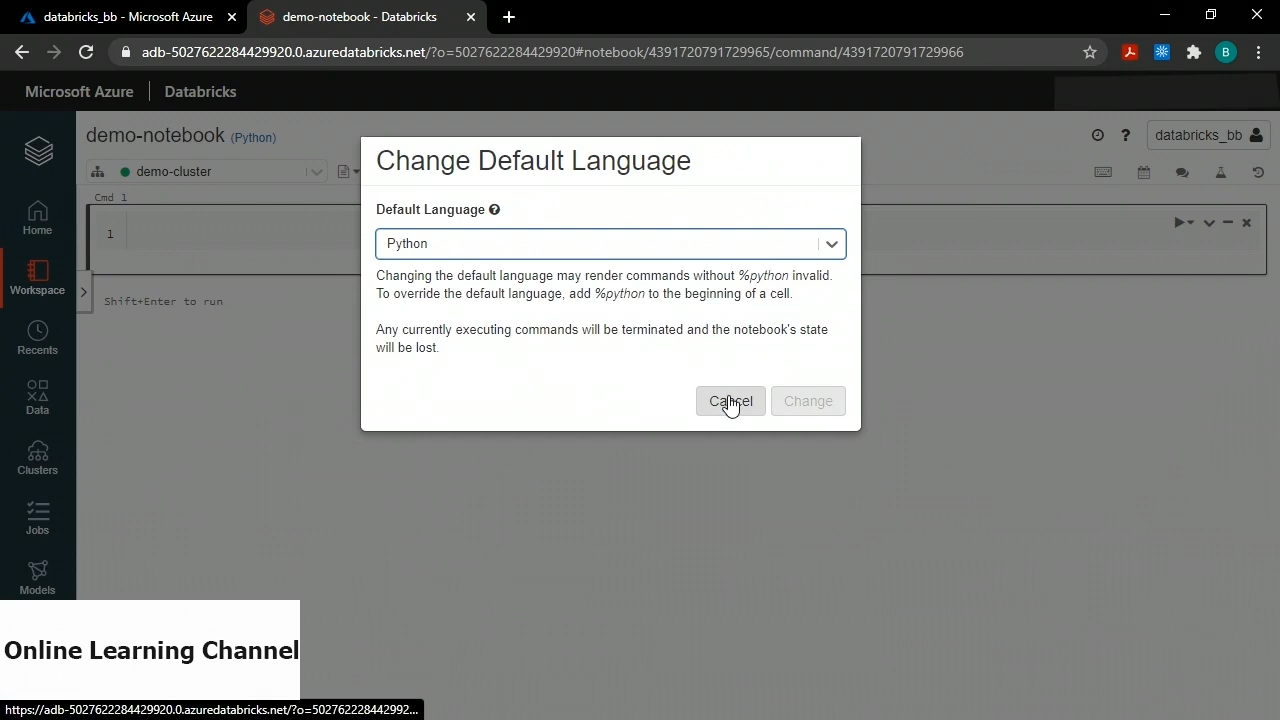 databricks_bb - Microsoft Azure
demo-notebook - Databricks
adb-5027622284429920.0.azuredatabricks.net/?o=5027622284429920#notebook/4391720791729965/command/4391720791729966
B
Microsoft Azure
Databricks
demo-notebook (Python)
databricks_bb
demo-cluster
Cmd 1
1
Shift+Enter to run
Home
Workspace
Recents
Data
Clusters
Jobs
Models
Change Default Language
Default Language
Python
Changing the default language may render commands without %python invalid.
To override the default language, add %python to the beginning of a cell.
Any currently executing commands will be terminated and the notebook's state
will be lost.
Cancel
Change
Online Learning Channel
https://adb-5027622284429920.0.azuredatabricks.net/?o=502762228442992...